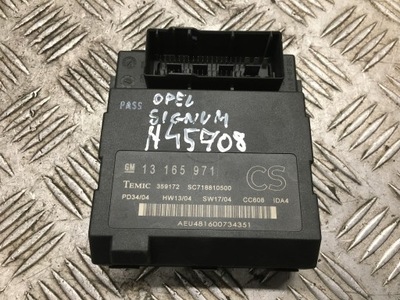 PASS
OPEL
SIGNUM
N45708
GM 13 165 971
TEMIC 359172 5C718810500
CS
PD34/04 HW13/04 SW17/04 CC808 IDA4
AEU481600734351